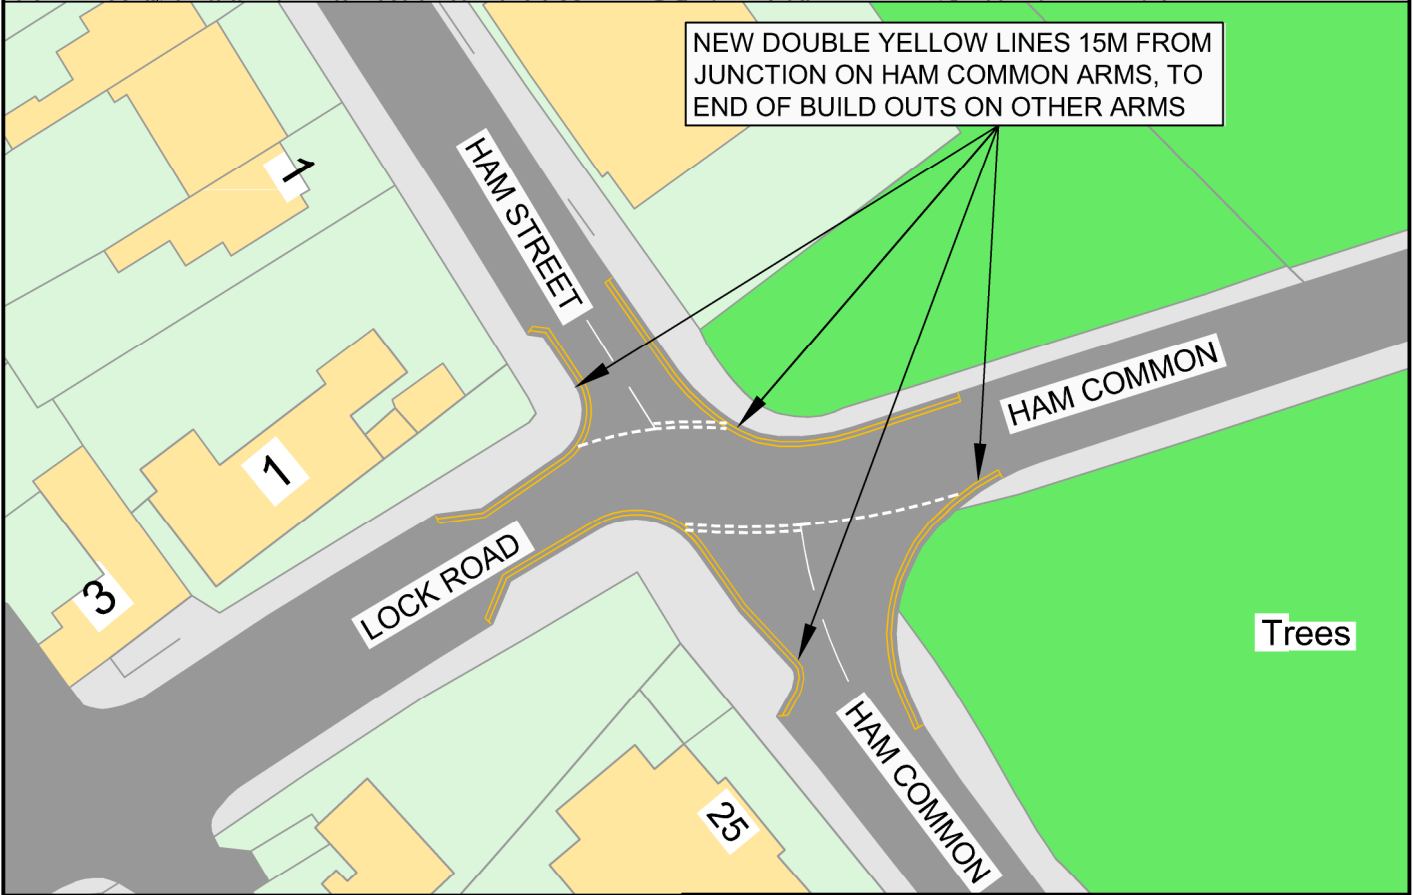 NEW DOUBLE YELLOW LINES 15M FROM
JUNCTION ON HAM COMMON ARMS, TO
END OF BUILD OUTS ON OTHER ARMS
1
HAM STREET
HAM COMMON
1
LOCK ROAD
3
Trees
HAM COMMON
25